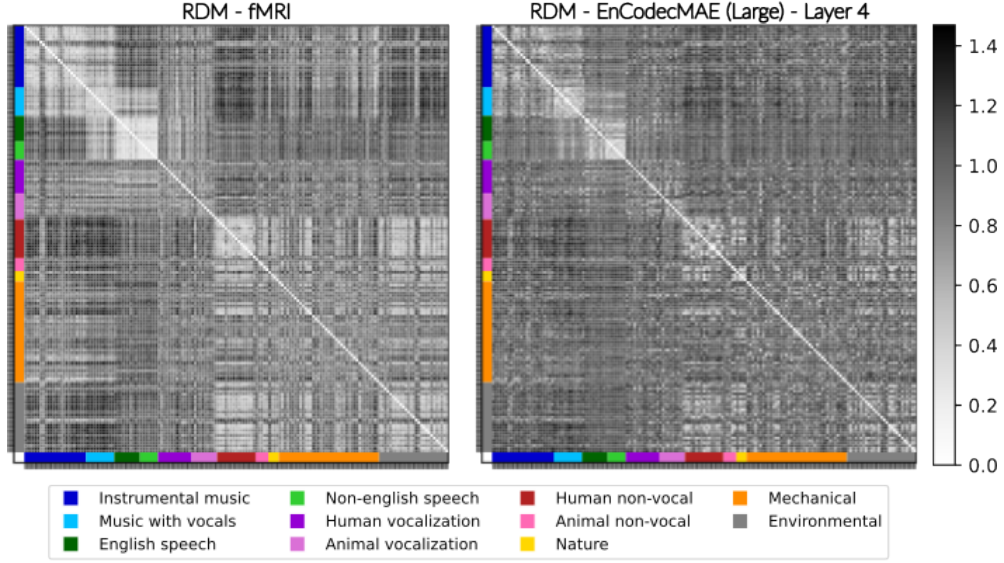 RDM - fMRI
RDM - EnCodecMAE (Large) - Layer 4
1.4
1.2
1.0
0.8
0.6
0.4
0.2
0.0
Instrumental music
Music with vocals
English speech
Non-english speech
Human vocalization
Animal vocalization
Human non-vocal
Animal non-vocal
Nature
Mechanical
Environmental